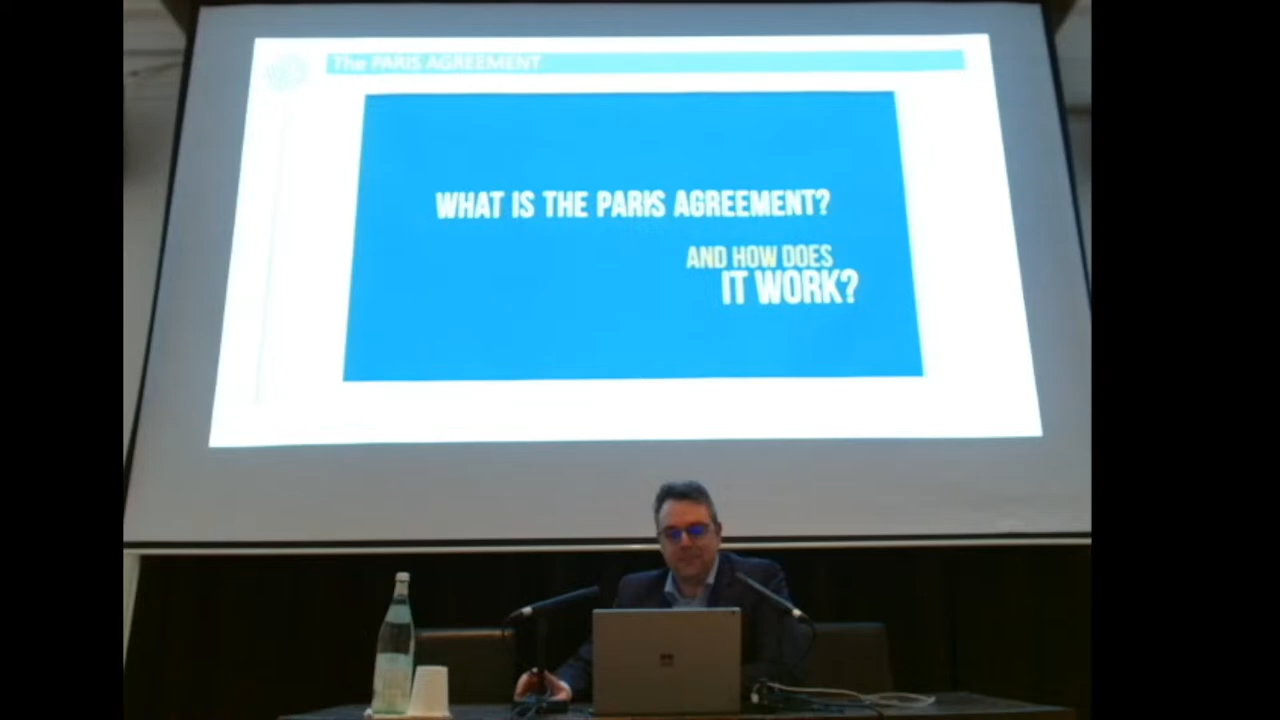 The PARIS AGREEMENT
WHAT IS THE PARIS AGREEMENT?
AND HOW DOES
IT WORK?